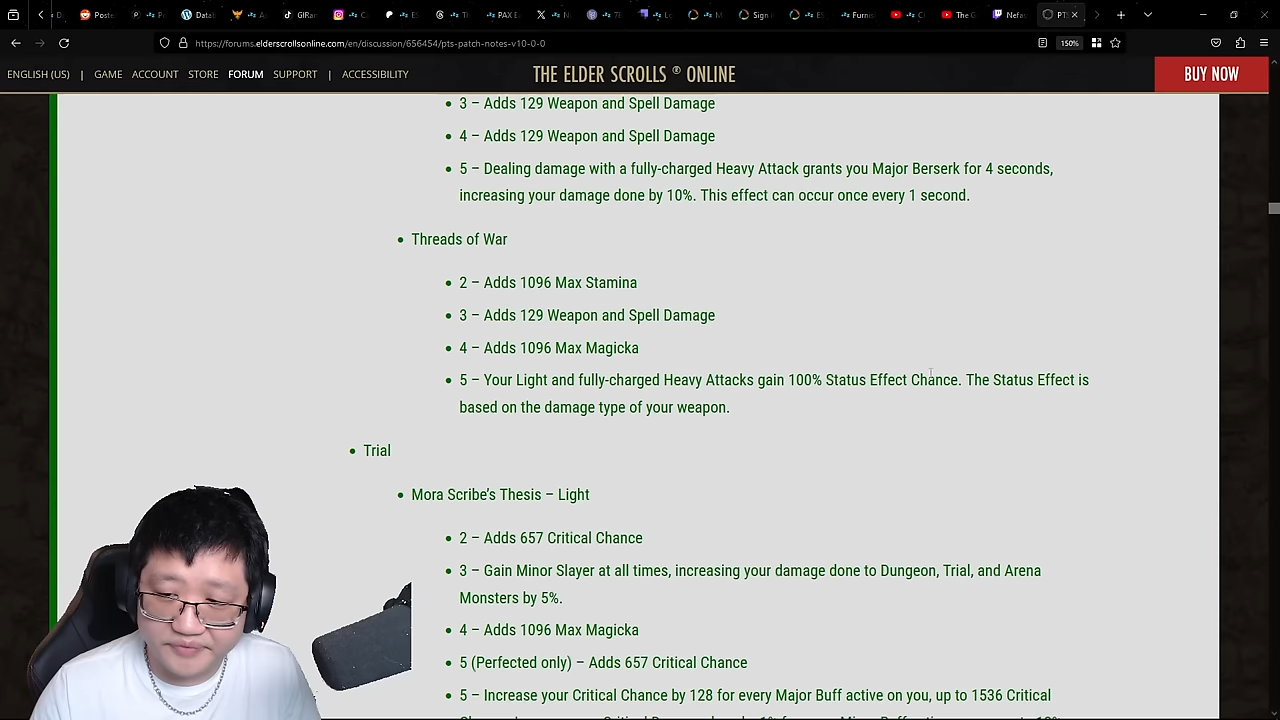 Reddit
Patreon
https://forums.elderscrollsonline.com/en/discussion/656454/pts-patch-notes-v10-0-0
150%
ENGLISH (US) | GAME ACCOUNT STORE FORUM SUPPORT | ACCESSIBILITY
THE ELDER SCROLLS ® ONLINE
BUY NOW
3 – Adds 129 Weapon and Spell Damage
4 – Adds 129 Weapon and Spell Damage
5 – Dealing damage with a fully-charged Heavy Attack grants you Major Berserk for 4 seconds,
increasing your damage done by 10%. This effect can occur once every 1 second.
Threads of War
2 – Adds 1096 Max Stamina
3 – Adds 129 Weapon and Spell Damage
4 – Adds 1096 Max Magicka
5 – Your Light and fully-charged Heavy Attacks gain 100% Status Effect Chance. The Status Effect is
based on the damage type of your weapon.
Trial
Mora Scribe's Thesis – Light
2 – Adds 657 Critical Chance
3 – Gain Minor Slayer at all times, increasing your damage done to Dungeon, Trial, and Arena
Monsters by 5%.
4 – Adds 1096 Max Magicka
5 (Perfected only) – Adds 657 Critical Chance
5 – Increase your Critical Chance by 128 for every Major Buff active on you, up to 1536 Critical